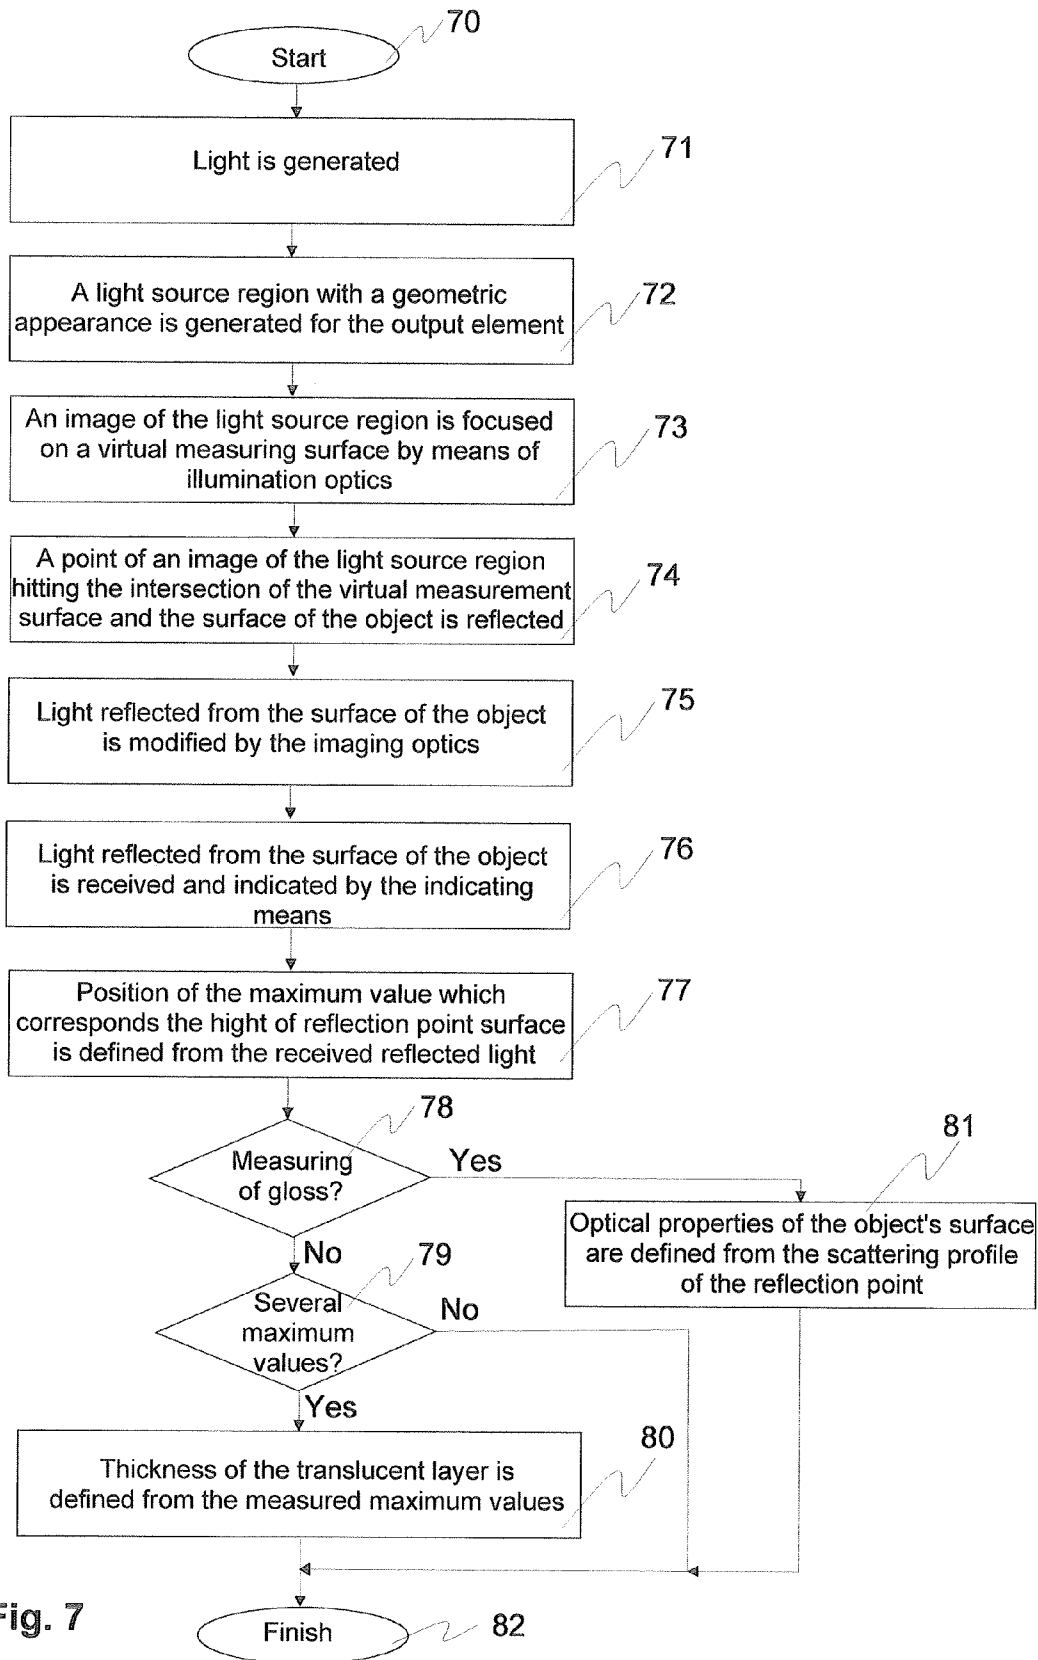 70
Start
71
Light is generated
72
A light source region with a geometric
appearance is generated for the output element
73
An image of the light source region is focused
on a virtual measuring surface by means of
illumination optics
74
A point of an image of the light source region
hitting the intersection of the virtual measurement
surface and the surface of the object is reflected
75
Light reflected from the surface of the object
is modified by the imaging optics
76
Light reflected from the surface of the object
is received and indicated by the indicating
means
77
Position of the maximum value which
corresponds the hight of reflection point surface
is defined from the received reflected light
78
Measuring
of gloss?
Yes
No
81
Optical properties of the object's surface
are defined from the scattering profile
of the reflection point
79
Several
maximum
values?
No
Yes
80
Thickness of the translucent layer is
defined from the measured maximum values
Fig. 7
Finish
82